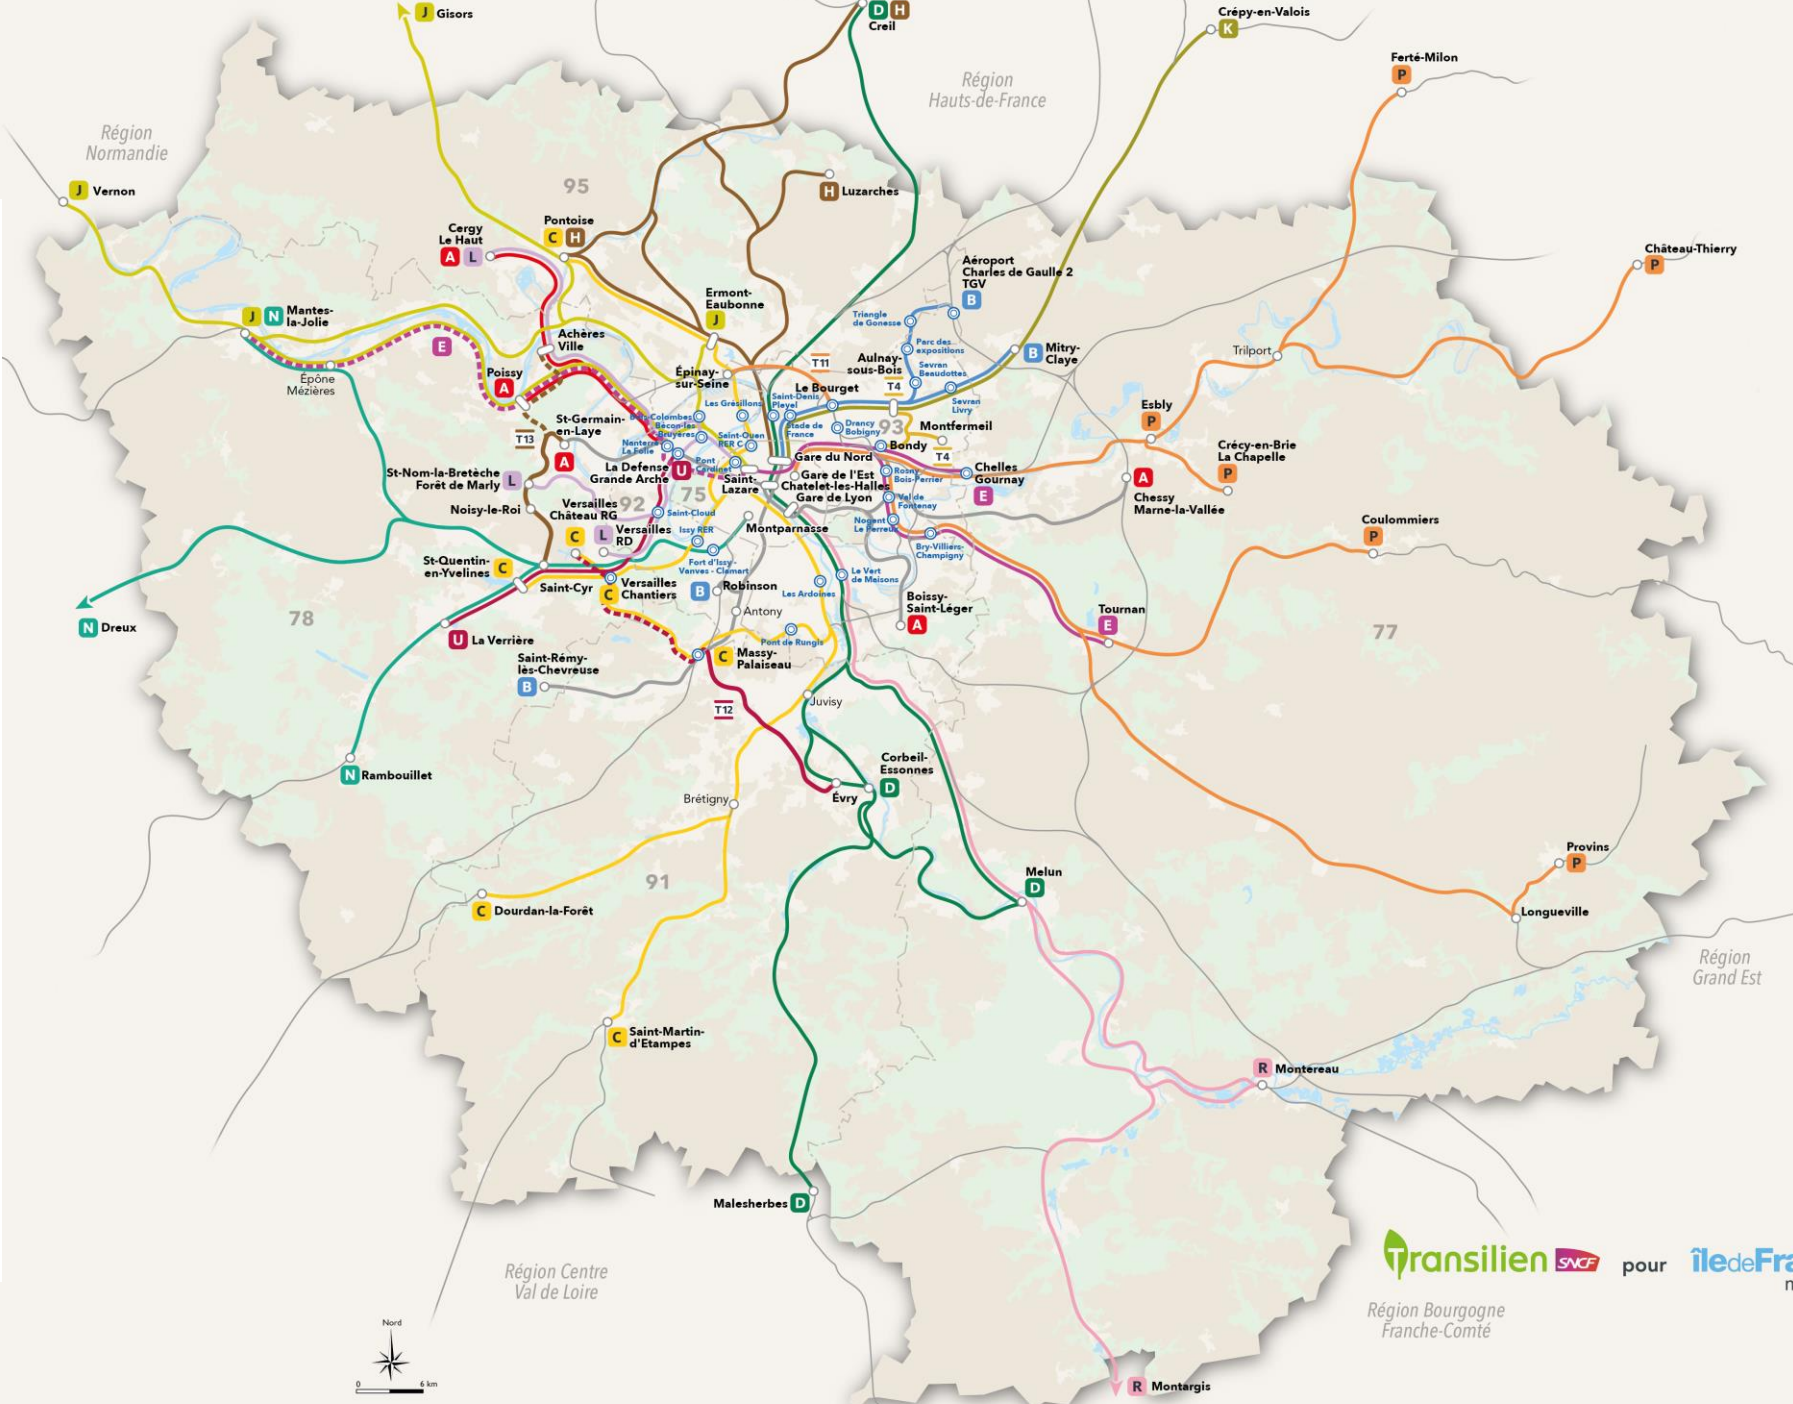 J Gisors
D H
Creil
Crépy-en-Valois
K
Ferté-Milon
P
Région
Hauts-de-France
Région
Normandie
J Vernon
95
H Luzarches
Pontoise
C H
Cergy
Le Haut
A L
Château-Thierry
P
Aéroport
Charles de Gaulle 2
TGV
B
Ermont-
Eaubonne
J
J N Mantes-
la-Jolie
Triangle
de Gonesse
E
Achères
Ville
Parc des
expositions
B Mitry-
Claye
Trilport
Épône
Mézières
Poissy
A
Épinay-
sur-Seine
T11
Aulnay-
sous-Bois
Sevran
Beaudottes
T4
Le Bourget
Les Grésillons
Saint-Denis
Pleyel
Sevran
Livry
Esbly
P
T13
St-Germain-
en-Laye
A
Bois-Colombes
Bécon-les
Bruyères
Stade de
France
Drancy
Bobigny
93
Montfermeil
Saint-Ouen
RER C
Nanterre
La Folie
Bondy
T4
Crécy-en-Brie
La Chapelle
P
Gare du Nord
La Defense
Grande Arche
U
Pont
Cardinet
Chelles
Gournay
E
St-Nom-la-Bretèche
Forêt de Marly
L
Saint-
Lazare
Gare de l'Est
Chatelet-les-Halles
Gare de Lyon
Rosny
Bois-Perrier
A
Chessy
Marne-la-Vallée
75
92
Val de
Fontenay
Noisy-le-Roi
Versailles
Château RG
C
Saint-Cloud
L Versailles
RD
Issy RER
Montparnasse
Nogent
Le Perreux
Coulommiers
P
Bry-Villiers-
Champigny
St-Quentin-
en-Yvelines
C
Fort d'Issy -
Vanves - Clamart
Le Vert
de Maisons
Saint-Cyr
Versailles
Chantiers
C
B Robinson
Les Ardoines
Boissy-
Saint-Léger
A
Antony
Tournan
E
78
N Dreux
U La Verrière
Pont de Rungis
77
Saint-Rémy-
lès-Chevreuse
B
C Massy-
Palaiseau
T12
Juvisy
N Rambouillet
Corbeil-
Essonnes
D
Évry
Brétigny
Provins
P
91
Melun
D
C Dourdan-la-Forêt
Longueville
Région
Grand Est
C Saint-Martin-
d'Etampes
R Montereau
Malesherbes D
Région Centre
Val de Loire
Transilien SNCF pour îledeFra
Région Bourgogne
Franche-Comté
Nord
0 6 km
R Montargis